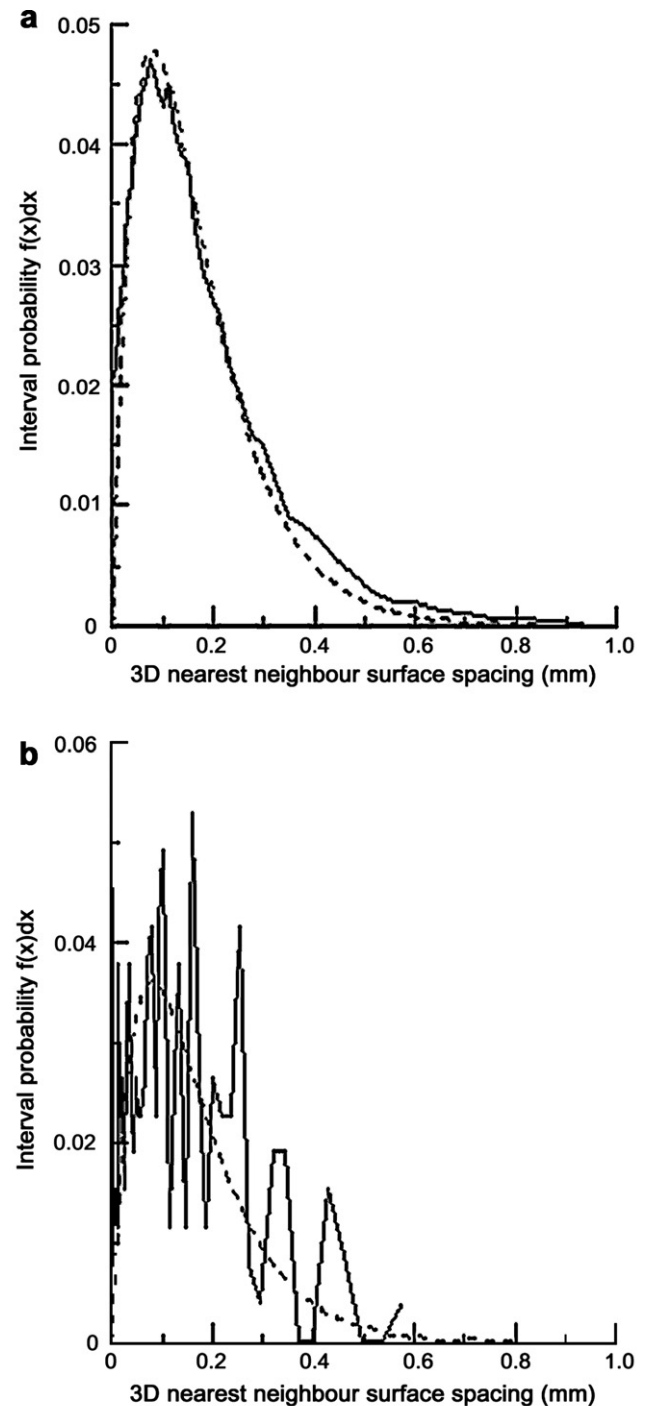 a
0.05
0.04
0.03
0.02
0.01
0
Interval probability f(x)dx
0 0.2 0.4 0.6 0.8 1.0
3D nearest neighbour surface spacing (mm)
b
0.06
0.04
0.02
0
Interval probability f(x)dx
0 0.2 0.4 0.6 0.8 1.0
3D nearest neighbour surface spacing (mm)